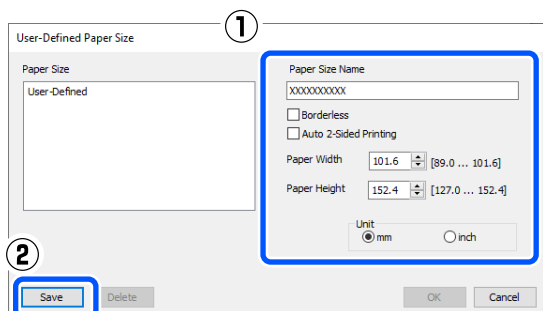 ①
User-Defined Paper Size
Paper Size
User-Defined
Paper Size Name
XXXXXXXXXX
Borderless
Auto 2-Sided Printing
Paper Width 101.6 [89.0 ... 101.6]
Paper Height 152.4 [127.0 ... 152.4]
Unit
mm inch
②
Save Delete OK Cancel